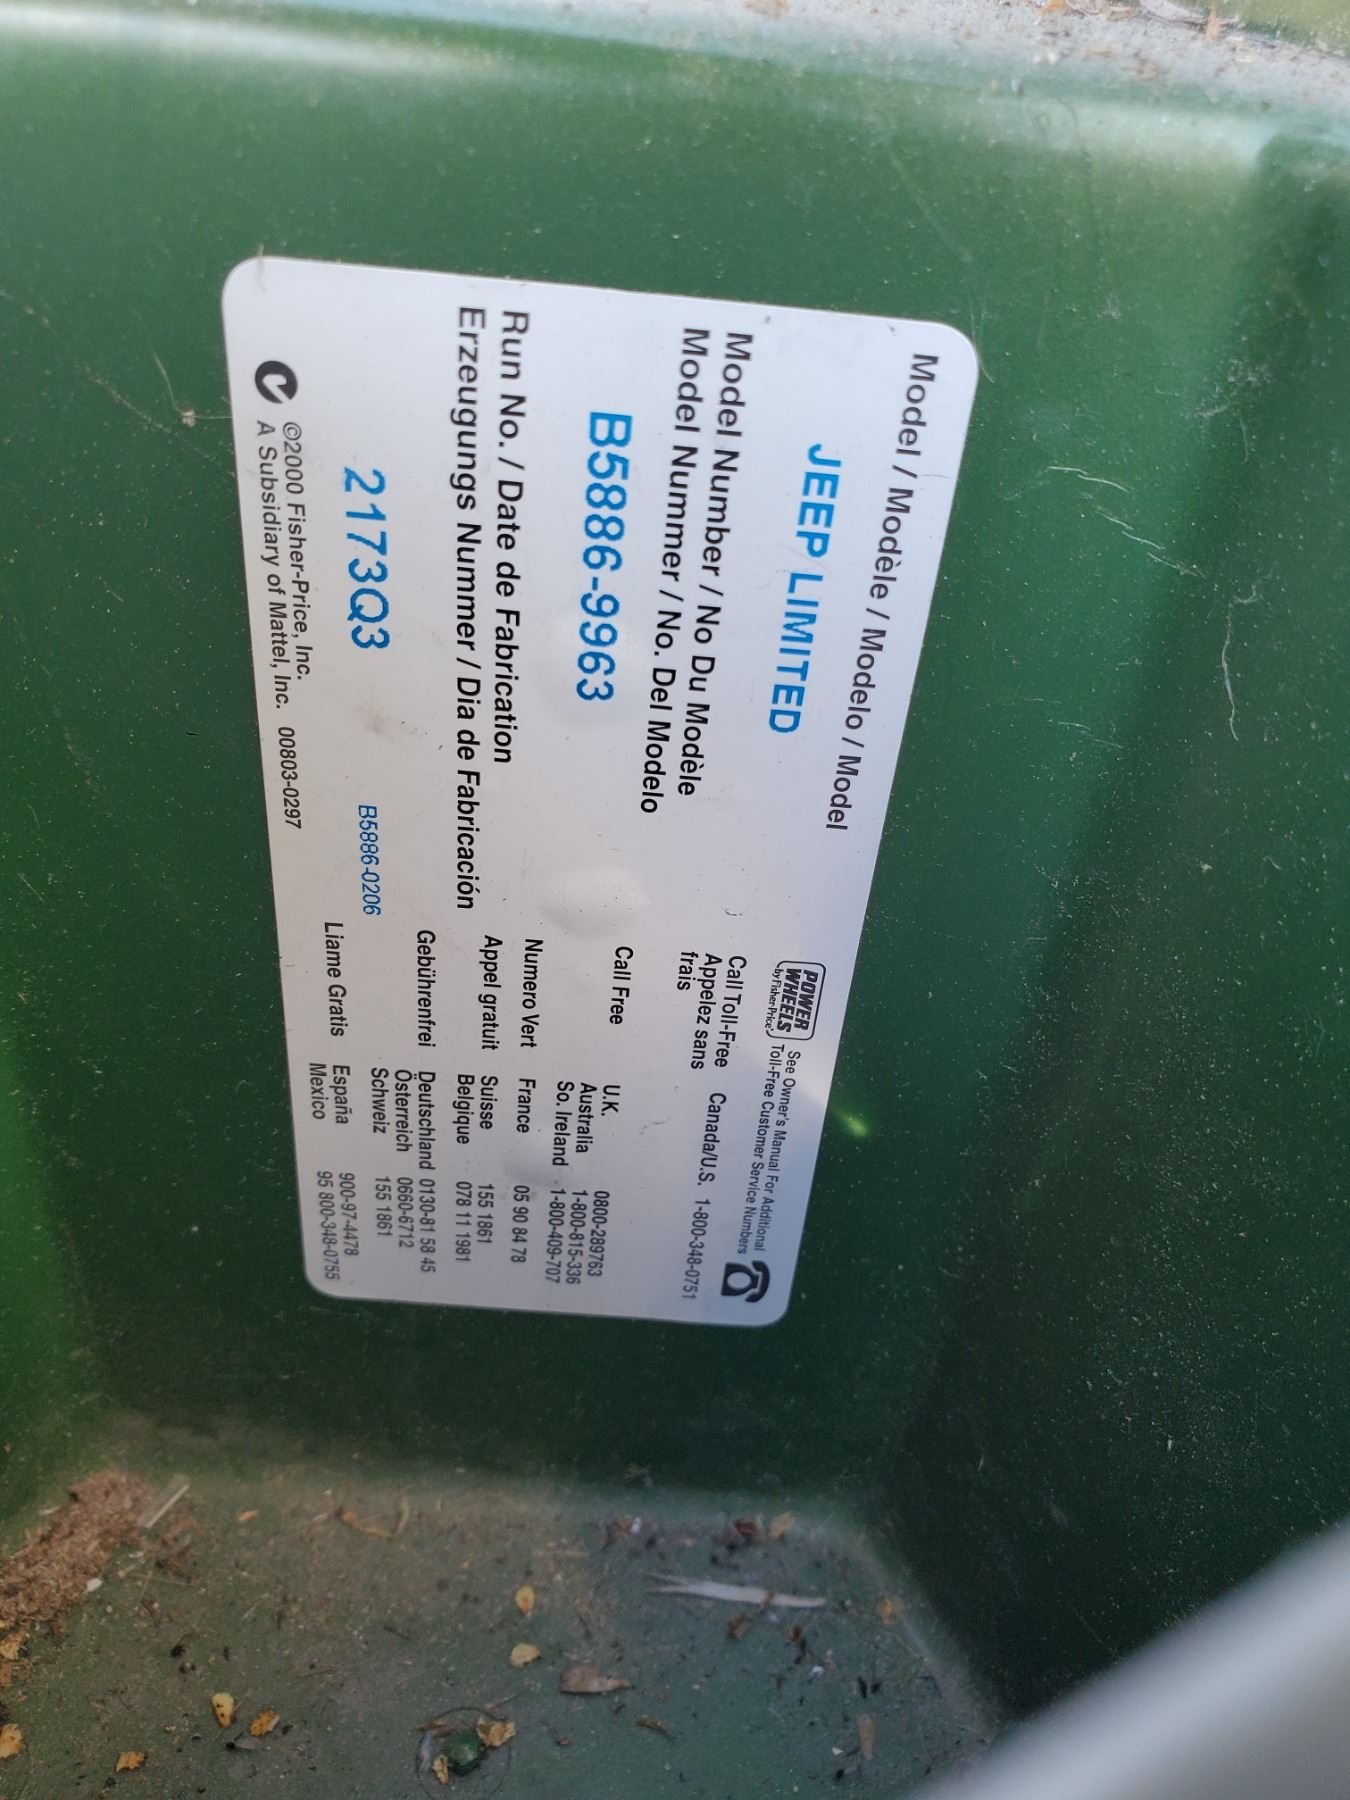 Model / Modèle / Modelo / Model
JEEP LIMITED
Model Number / No Du Modèle
Model Nummer / No. Del Modelo
B5886-9963
Run No. / Date de Fabrication
Erzeugungs Nummer / Dia de Fabricación
2173Q3
B5886-0206
©2000 Fisher-Price, Inc.
A Subsidiary of Mattel, Inc. 00803-0297
POWER
WHEELS
by Fisher-Price
See Owner's Manual For Additional
Toll-Free Customer Service Numbers
Call Toll-Free
Appelez sans
frais
Canada/U.S. 1-800-348-0751
Call Free
U.K. 0800-289763
Australia 1-800-815-336
So. Ireland 1-800-409-707
Numero Vert France 05 90 84 78
Appel gratuit Suisse 155 1861
Belgique 078 11 1981
Gebührenfrei Deutschland 0130-81 58 45
Österreich 0660-6712
Schweiz 155 1861
Liame Gratis España 900-97-4478
Mexico 95 800-348-0755